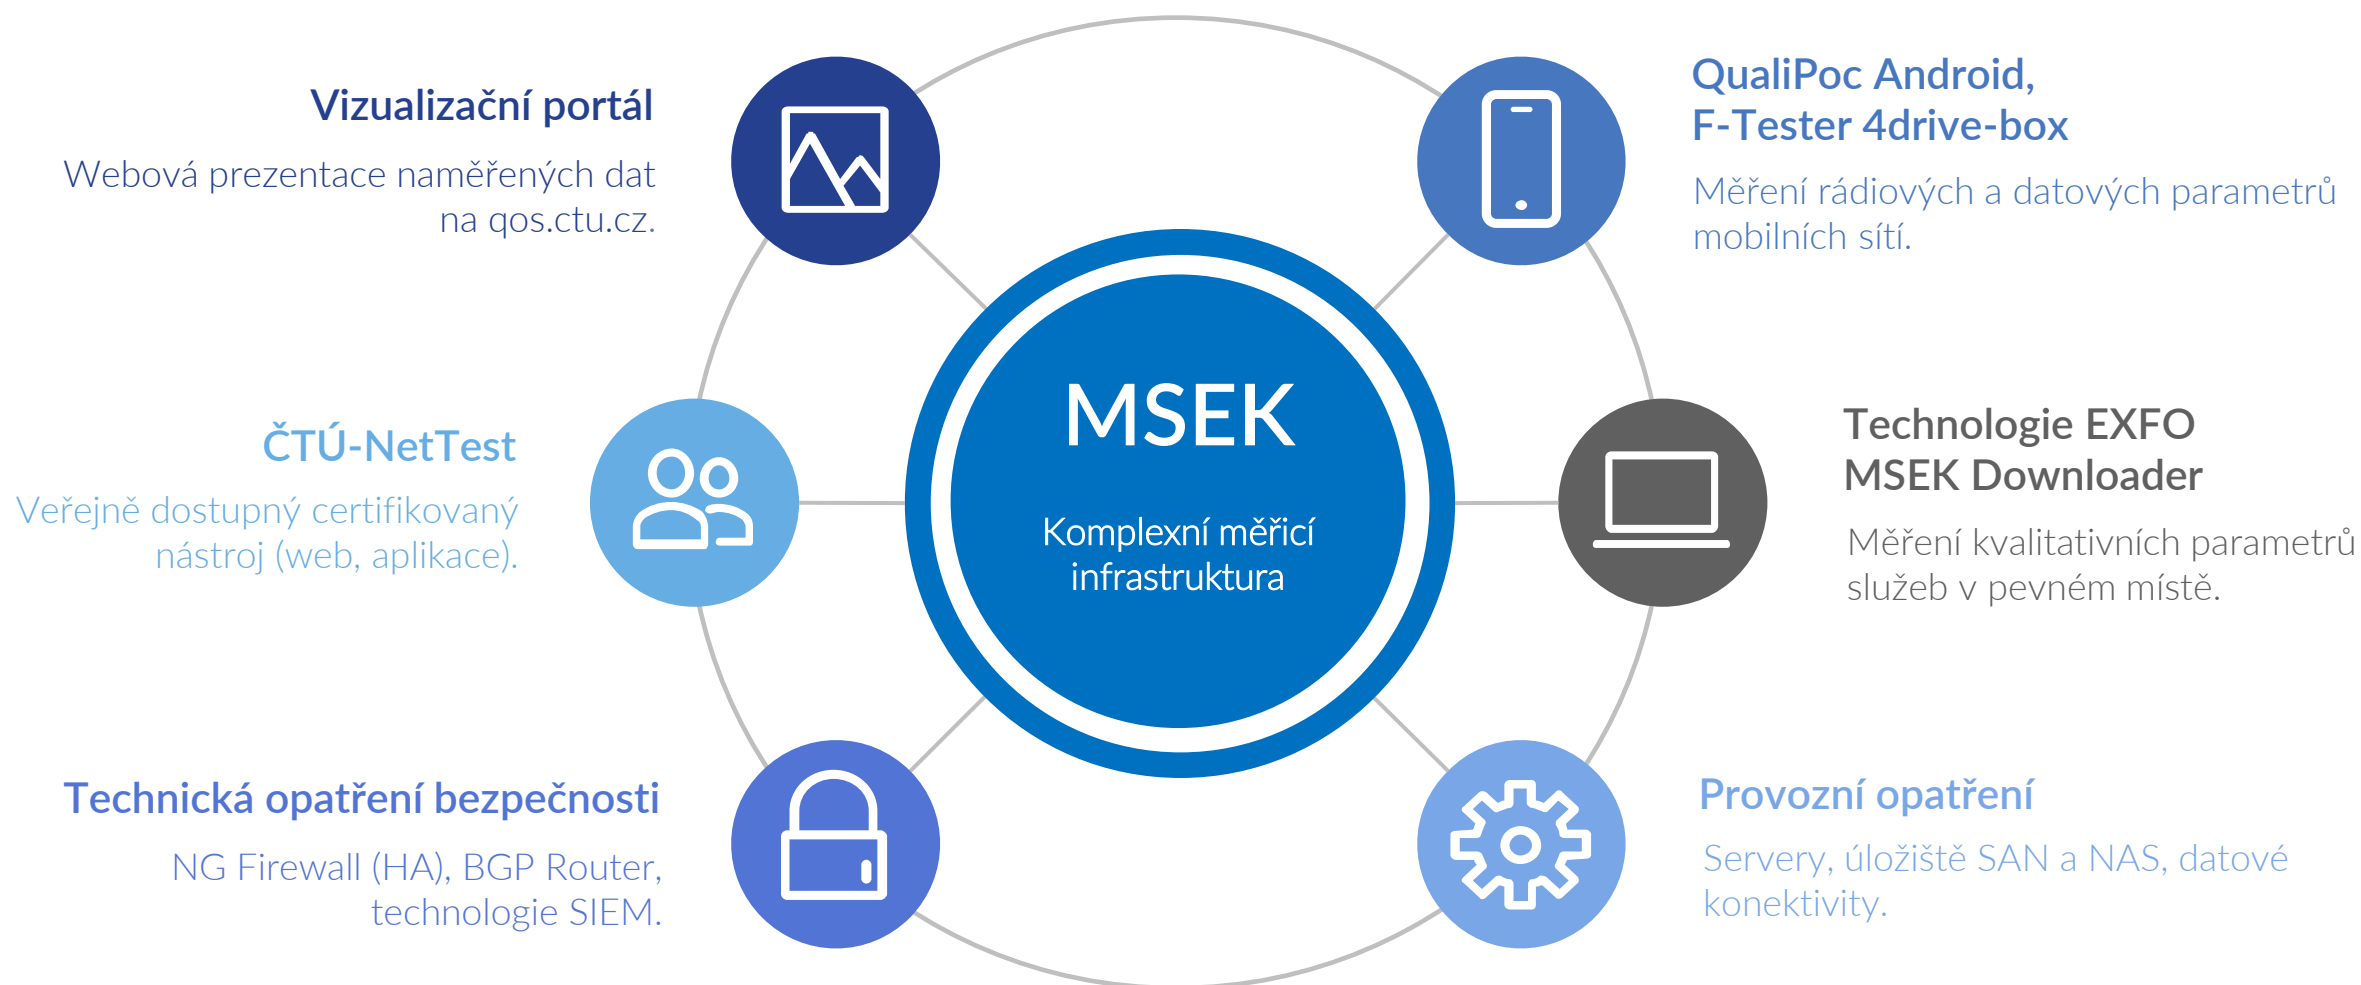 Vizualizační portál
Webová prezentace naměřených dat
na qos.ctu.cz.
QualiPoc Android,
F-Tester 4drive-box
Měření rádiových a datových parametrů
mobilních sítí.
ČTÚ-NetTest
Veřejně dostupný certifikovaný
nástroj (web, aplikace).
MSEK
Komplexní měřicí
infrastruktura
Technologie EXFO
MSEK Downloader
Měření kvalitativních parametrů
služeb v pevném místě.
Technická opatření bezpečnosti
NG Firewall (HA), BGP Router,
technologie SIEM.
Provozní opatření
Servery, úložiště SAN a NAS, datové
konektivity.